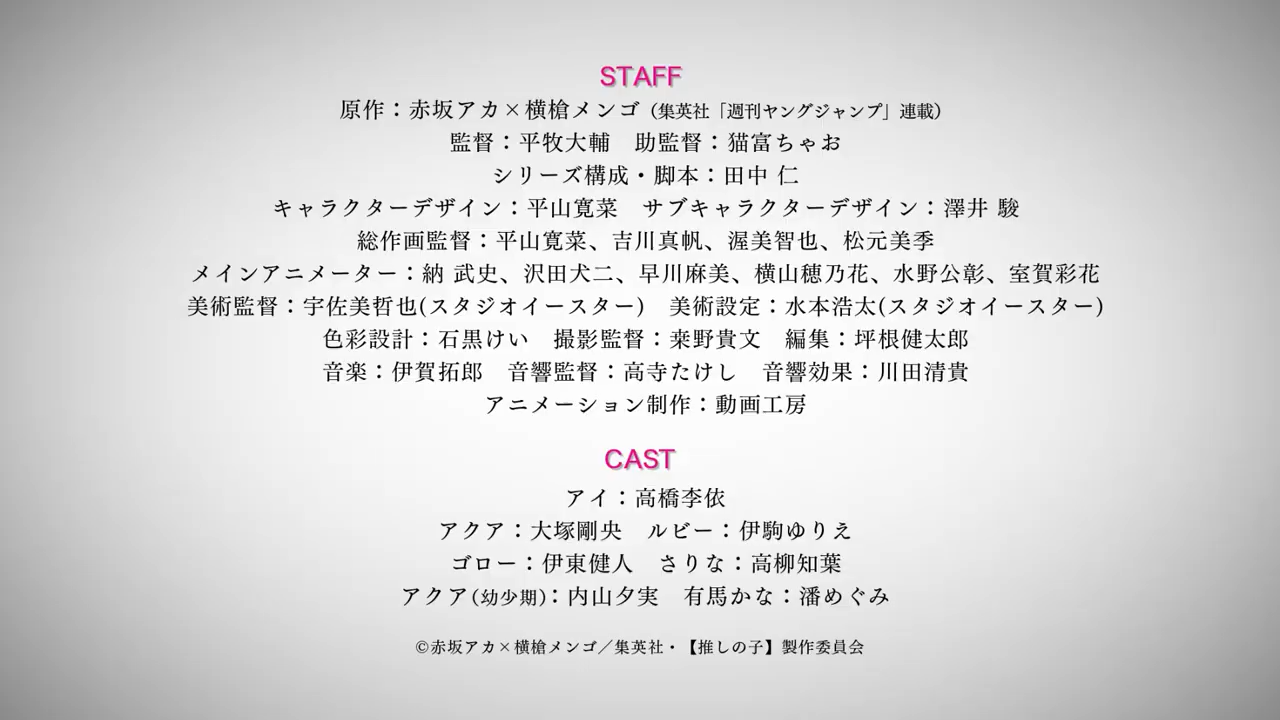 STAFF
原作：赤坂アカ×横槍メンゴ（集英社「週刊ヤングジャンプ」連載）
監督：平牧大輔　助監督：猫富ちゃお
シリーズ構成・脚本：田中 仁
キャラクターデザイン：平山寛菜　サブキャラクターデザイン：澤井 駿
総作画監督：平山寛菜、吉川真帆、渥美智也、松元美季
メインアニメーター：納 武史、沢田犬二、早川麻美、横山穂乃花、水野公彰、室賀彩花
美術監督：宇佐美哲也(スタジオイースター)　美術設定：水本浩太(スタジオイースター)
色彩設計：石黒けい　撮影監督：桒野貴文　編集：坪根健太郎
音楽：伊賀拓郎　音響監督：高寺たけし　音響効果：川田清貴
アニメーション制作：動画工房
CAST
アイ：高橋李依
アクア：大塚剛央　ルビー：伊駒ゆりえ
ゴロー：伊東健人　さりな：高柳知葉
アクア(幼少期)：内山夕実　有馬かな：潘めぐみ
©赤坂アカ×横槍メンゴ／集英社・【推しの子】製作委員会